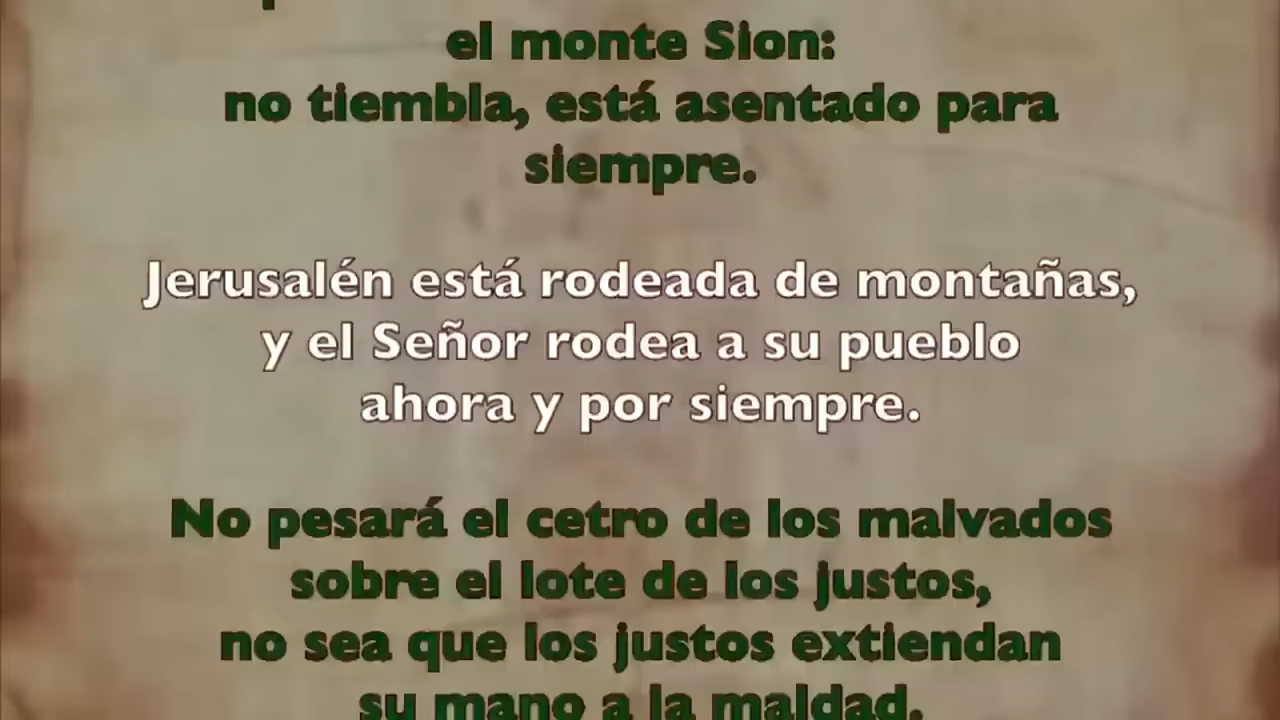 el monte Sion:
no tiembla, está asentado para
siempre.
Jerusalén está rodeada de montañas,
y el Señor rodea a su pueblo
ahora y por siempre.
No pesará el cetro de los malvados
sobre el lote de los justos,
no sea que los justos extiendan
su mano a la maldad.